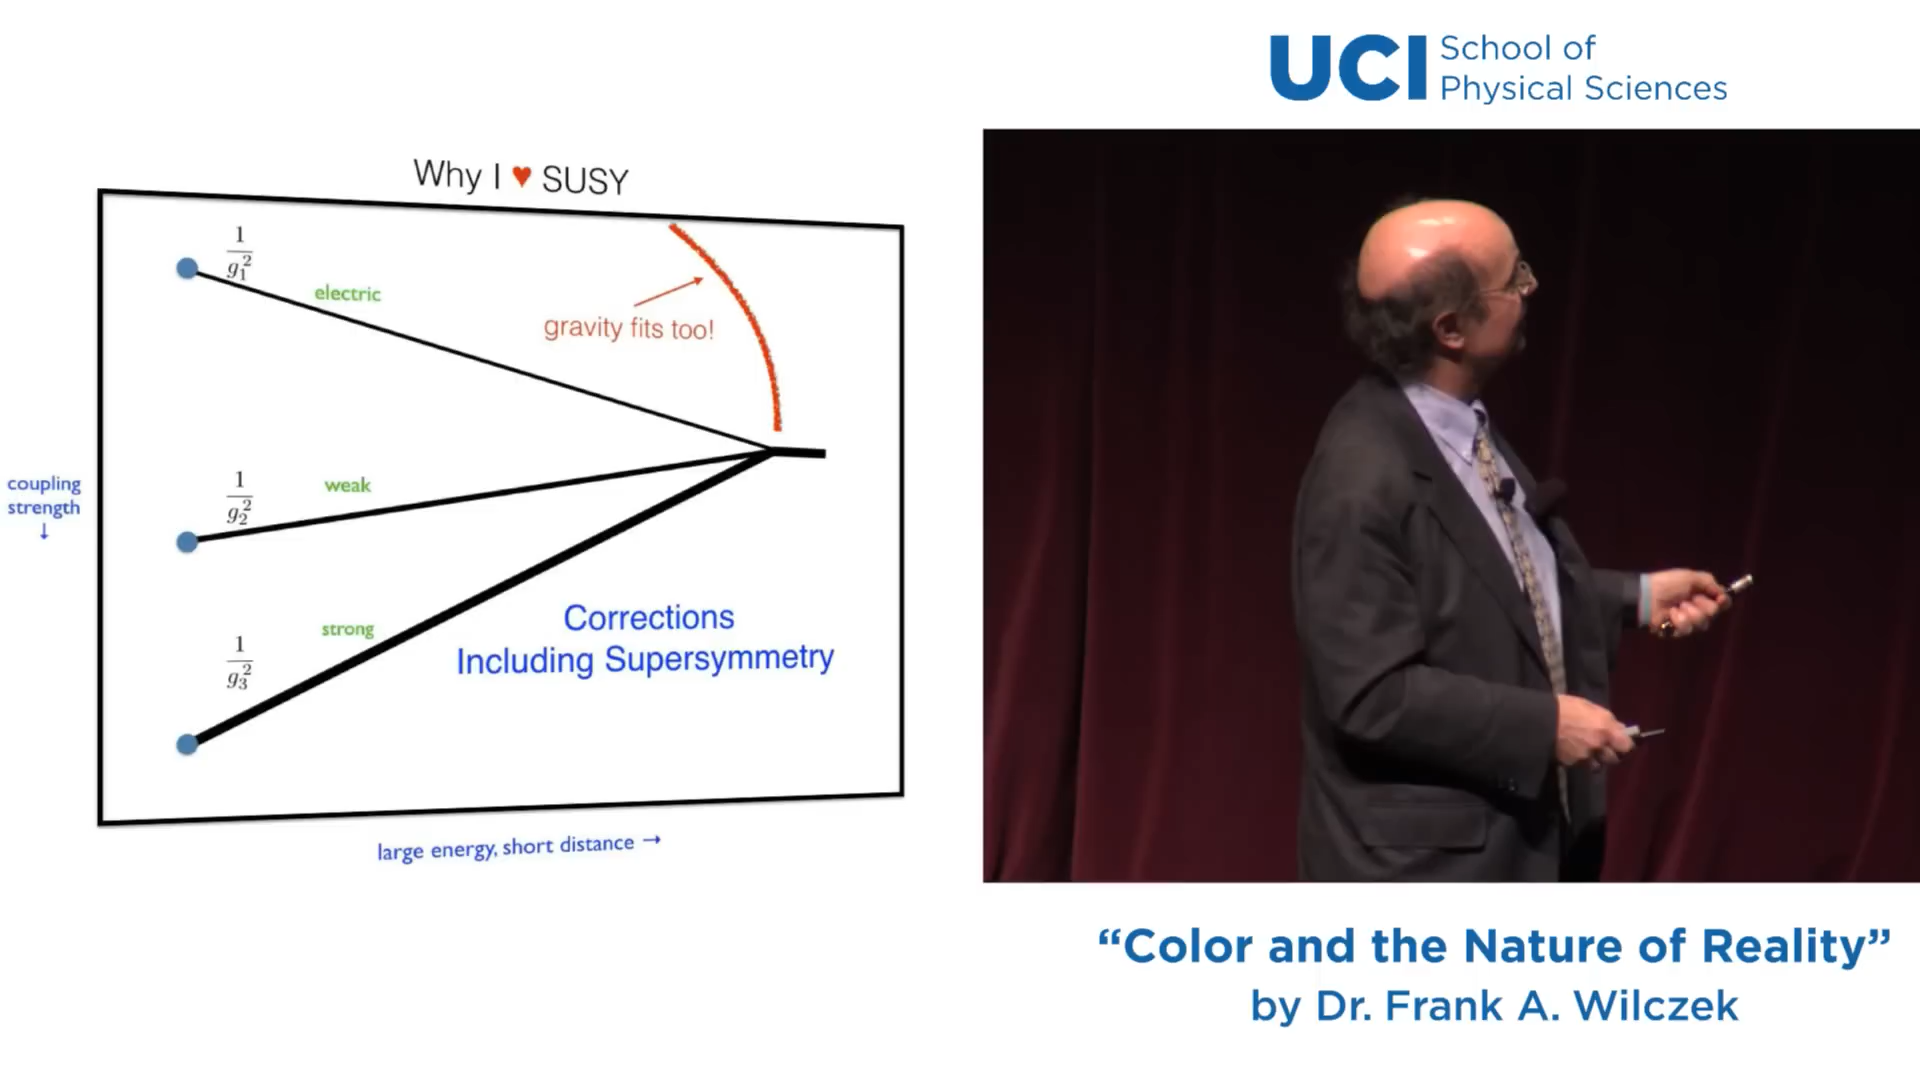 UCI School of
Physical Sciences
Why I ♥ SUSY
1
g₁²
electric
gravity fits too!
coupling
strength
↓
1
g₂²
weak
1
g₃²
strong
Corrections
Including Supersymmetry
large energy, short distance →
“Color and the Nature of Reality”
by Dr. Frank A. Wilczek